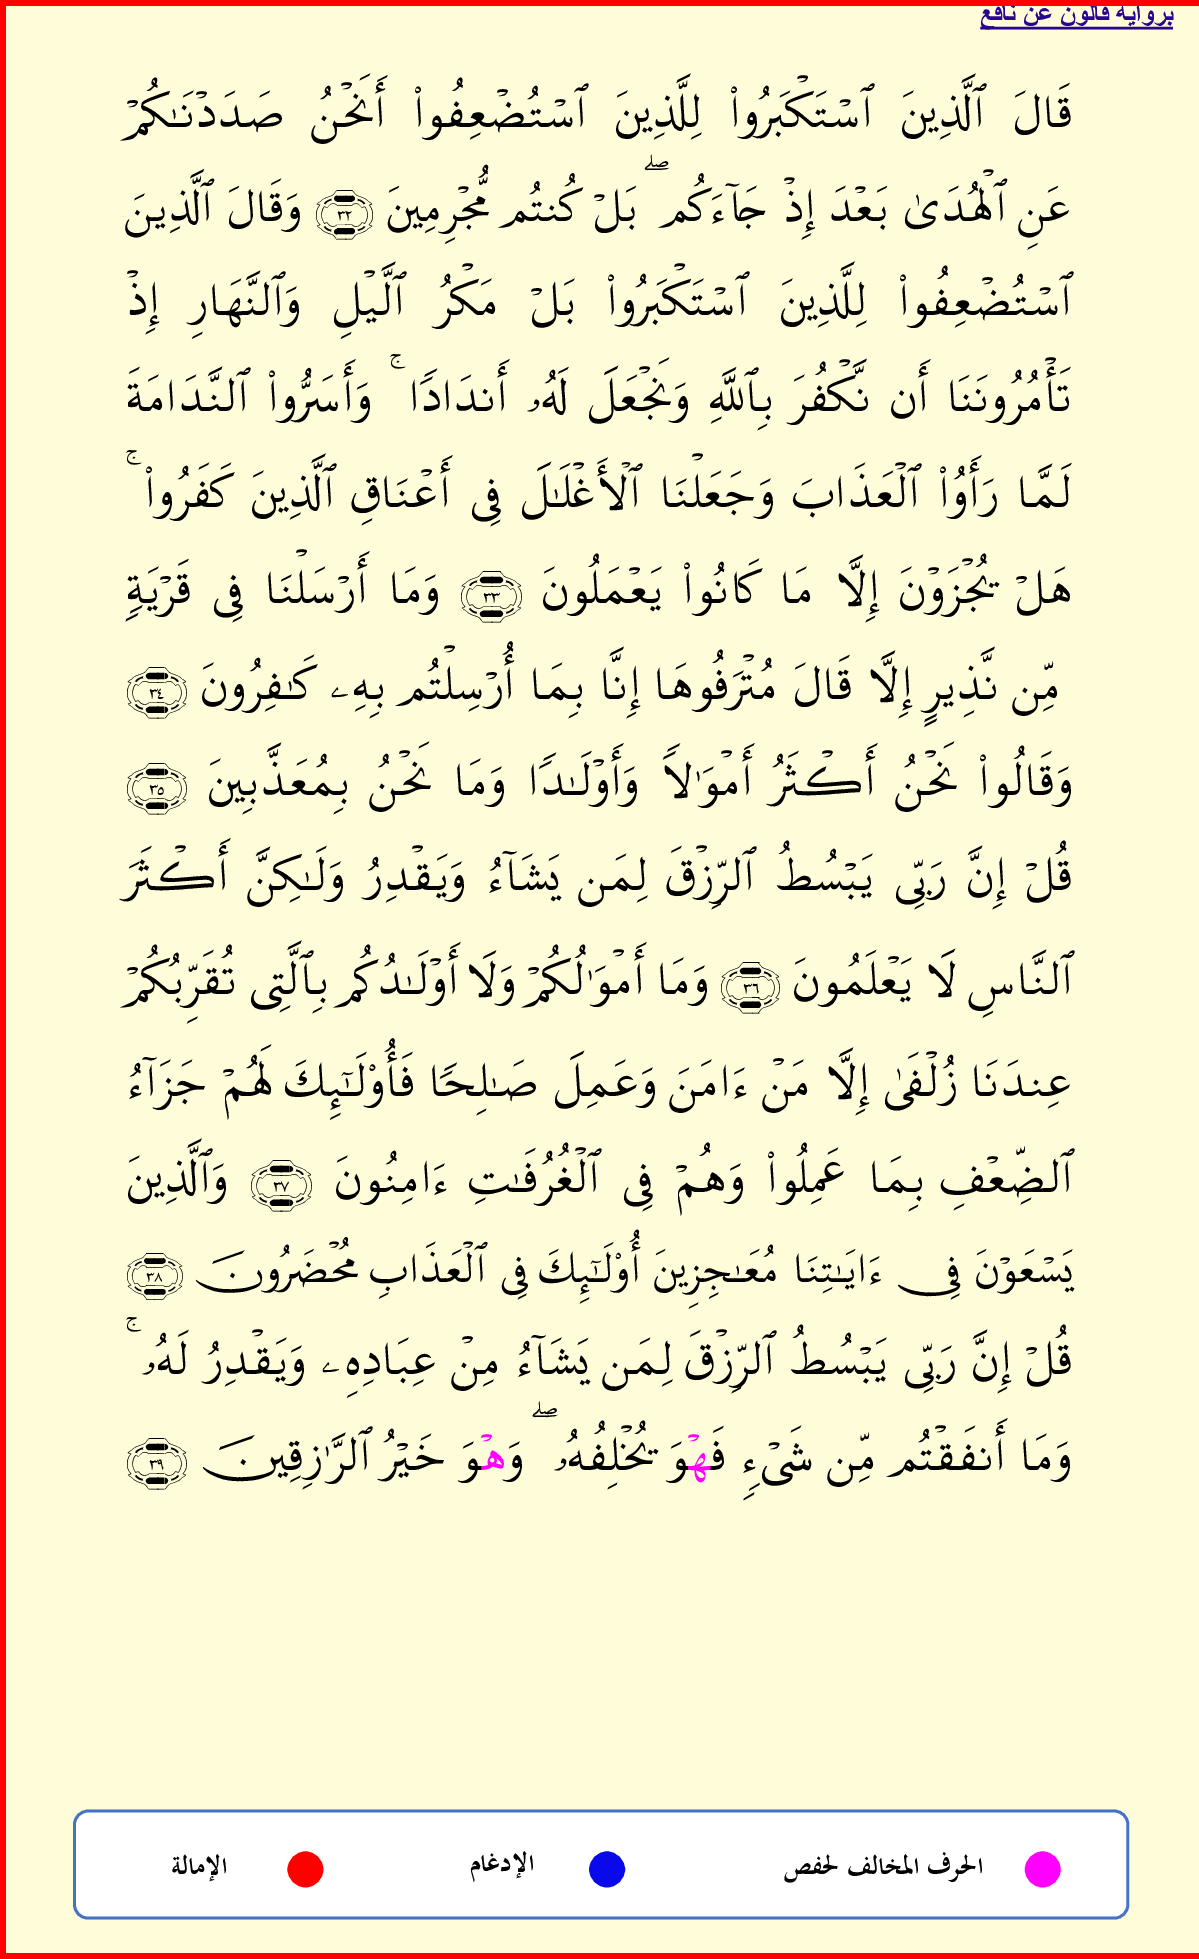 برواية قالون عن نافع
قَالَ ٱلَّذِينَ ٱسْتَكْبَرُواْ لِلَّذِينَ ٱسْتُضْعِفُواْ أَنَحْنُ صَدَدْنَٰكُمْ
عَنِ ٱلْهُدَىٰ بَعْدَ إِذْ جَآءَكُم ۖ بَلْ كُنتُم مُّجْرِمِينَ ٣٢ وَقَالَ ٱلَّذِينَ
ٱسْتُضْعِفُواْ لِلَّذِينَ ٱسْتَكْبَرُواْ بَلْ مَكْرُ ٱلَّيْلِ وَٱلنَّهَارِ إِذْ
تَأْمُرُونَنَا أَن نَّكْفُرَ بِٱللَّهِ وَنَجْعَلَ لَهُۥ أَندَادًا ۚ وَأَسَرُّواْ ٱلنَّدَامَةَ
لَمَّا رَأَوُاْ ٱلْعَذَابَ وَجَعَلْنَا ٱلْأَغْلَٰلَ فِى أَعْنَاقِ ٱلَّذِينَ كَفَرُواْ ۚ
هَلْ يُجْزَوْنَ إِلَّا مَا كَانُواْ يَعْمَلُونَ ٣٣ وَمَا أَرْسَلْنَا فِى قَرْيَةٍ
مِّن نَّذِيرٍ إِلَّا قَالَ مُتْرَفُوهَا إِنَّا بِمَا أُرْسِلْتُم بِهِۦ كَٰفِرُونَ ٣٤
وَقَالُواْ نَحْنُ أَكْثَرُ أَمْوَٰلًا وَأَوْلَٰدًا وَمَا نَحْنُ بِمُعَذَّبِينَ ٣٥
قُلْ إِنَّ رَبِّى يَبْسُطُ ٱلرِّزْقَ لِمَن يَشَآءُ وَيَقْدِرُ وَلَٰكِنَّ أَكْثَرَ
ٱلنَّاسِ لَا يَعْلَمُونَ ٣٦ وَمَا أَمْوَٰلُكُمْ وَلَا أَوْلَٰدُكُم بِٱلَّتِى تُقَرِّبُكُمْ
عِندَنَا زُلْفَىٰ إِلَّا مَنْ ءَامَنَ وَعَمِلَ صَٰلِحًا فَأُوْلَٰٓئِكَ لَهُمْ جَزَآءُ
ٱلضِّعْفِ بِمَا عَمِلُواْ وَهُمْ فِى ٱلْغُرُفَٰتِ ءَامِنُونَ ٣٧ وَٱلَّذِينَ
يَسْعَوْنَ فِى ءَايَٰتِنَا مُعَٰجِزِينَ أُوْلَٰٓئِكَ فِى ٱلْعَذَابِ مُحْضَرُونَ ٣٨
قُلْ إِنَّ رَبِّى يَبْسُطُ ٱلرِّزْقَ لِمَن يَشَآءُ مِنْ عِبَادِهِۦ وَيَقْدِرُ لَهُۥ ۚ
وَمَا أَنفَقْتُم مِّن شَىْءٍ فَهْوَ يُخْلِفُهُۥ ۖ وَهْوَ خَيْرُ ٱلرَّٰزِقِينَ ٣٩
الحرف المخالف لحفص الإدغام الإمالة